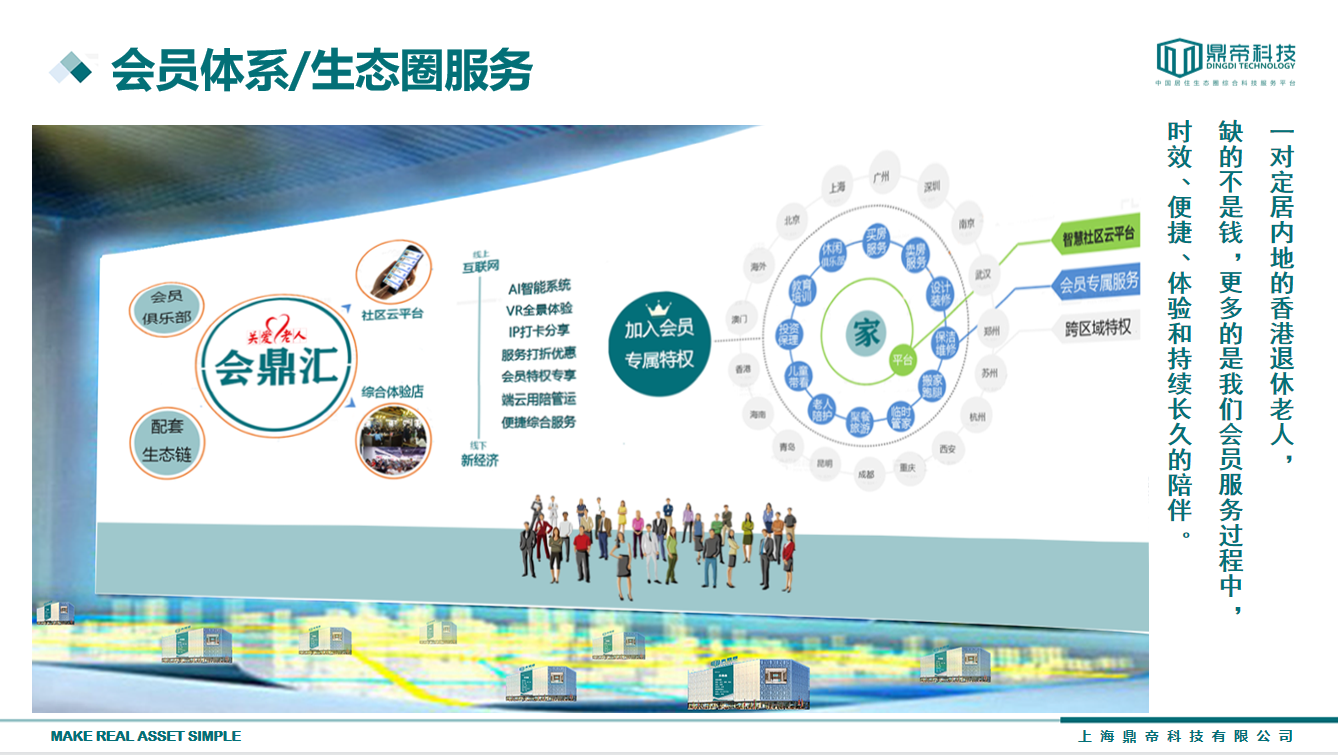 会员体系/生态圈服务
鼎帝科技
DINGDI TECHNOLOGY
中国居住生态圈综合科技服务平台
一对定居内地的香港退休老人，
缺的不是钱，更多的是我们会员服务过程中，
时效、便捷、体验和持续长久的陪伴。
会员
俱乐部
关爱老人
会鼎汇
配套
生态链
社区云平台
综合体验店
线上
互联网
AI智能系统
VR全景体验
IP打卡分享
服务打折优惠
会员特权专享
端云用陪管运
便捷综合服务
线下
新经济
加入会员
专属特权
家
平台
买房
服务
卖房
服务
设计
装修
保洁
维修
搬家
跑腿
临时
管家
聚餐
旅游
老人
陪护
儿童
带看
投资
保理
教育
培训
休闲
俱乐部
广州
深圳
南京
武汉
郑州
苏州
杭州
西安
重庆
成都
昆明
青岛
海南
香港
澳门
海外
北京
上海
智慧社区云平台
会员专属服务
跨区域特权
MAKE REAL ASSET SIMPLE
上海鼎帝科技有限公司